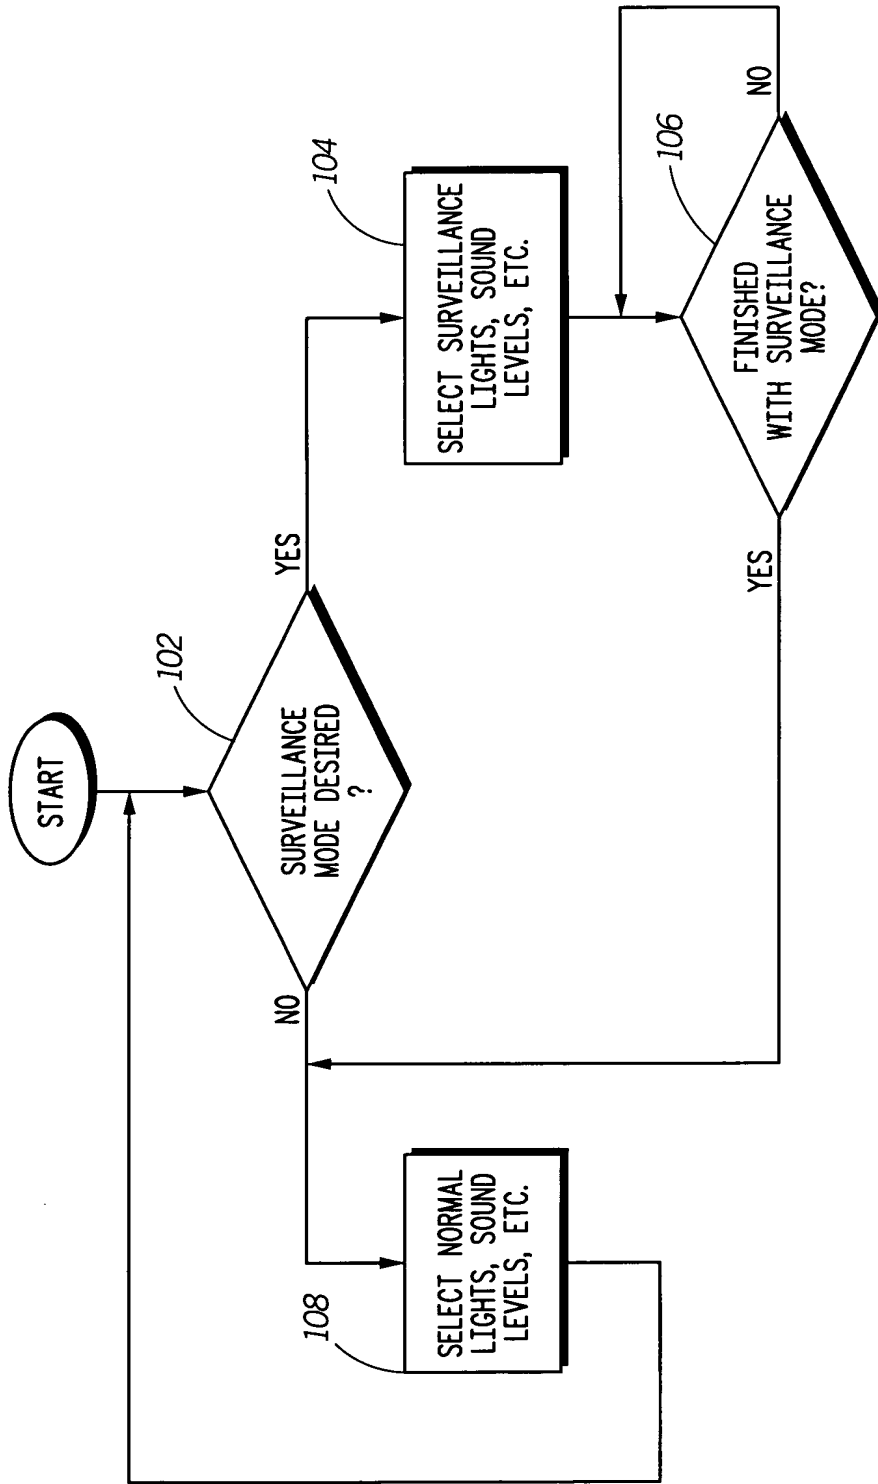 START
102
SURVEILLANCE
MODE DESIRED
?
NO
YES
108
SELECT NORMAL
LIGHTS, SOUND
LEVELS, ETC.
104
SELECT SURVEILLANCE
LIGHTS, SOUND
LEVELS, ETC.
106
FINISHED
WITH SURVEILLANCE
MODE?
YES
NO